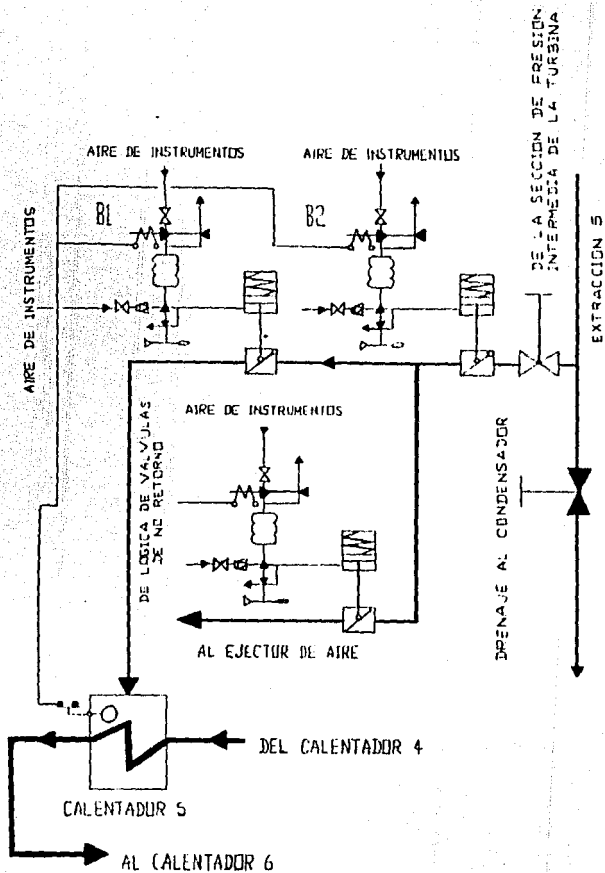 AIRE DE INSTRUMENTOS
AIRE DE INSTRUMENTOS
B1
B2
AIRE DE INSTRUMENTOS
DE LA SECCION DE PRESION
INTERMEDIA DE LA TURBINA
EXTRACCION 5
AIRE DE INSTRUMENTOS
DE LOGICA DE VALVULAS
DE NO RETORNO
DRENAJE AL CONDENSADOR
AL EJECTOR DE AIRE
DEL CALENTADOR 4
CALENTADOR 5
AL CALENTADOR 6